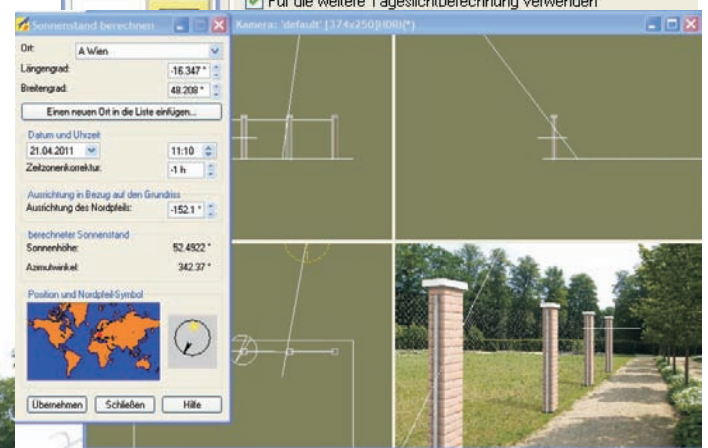 Für die weitere Tageslichtberechnung verwenden
Sonnenstand berechnen
Kamera: 'default' [374x250]HDRI(*)
Ort: A Wien
Längengrad: -16.347 °
Breitengrad: 48.208 °
Einen neuen Ort in die Liste einfügen...
Datum und Uhrzeit
21.04.2011 11:10
Zeitzonenkorrektur: -1 h
Ausrichtung in Bezug auf den Grundriss
Ausrichtung des Nordpfeils: -152.1 °
berechneter Sonnenstand
Sonnenhöhe: 52.4922 °
Azimutwinkel: 342.37 °
Position und Nordpfeil-Symbol
Übernehmen Schließen Hilfe